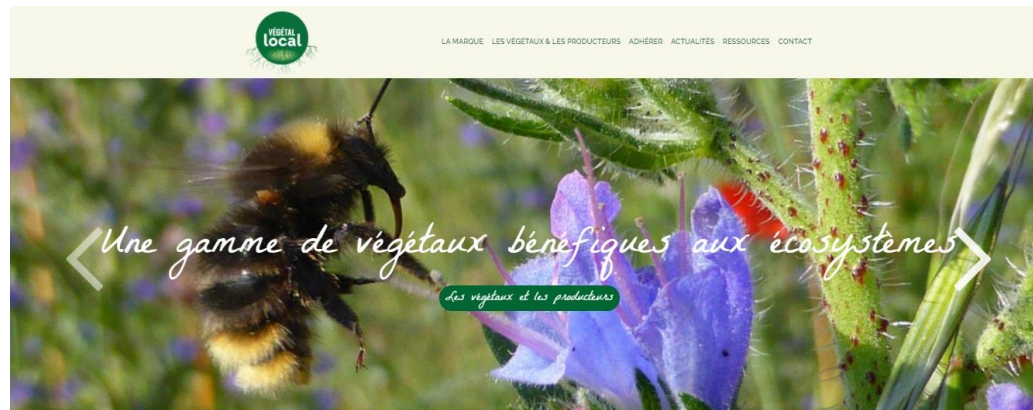 VÉGÉTAL
local
LA MARQUE LES VÉGÉTAUX & LES PRODUCTEURS ADHÉRER ACTUALITÉS RESSOURCES CONTACT
Une gamme de végétaux bénéfiques aux écosystèmes
Les végétaux et les producteurs